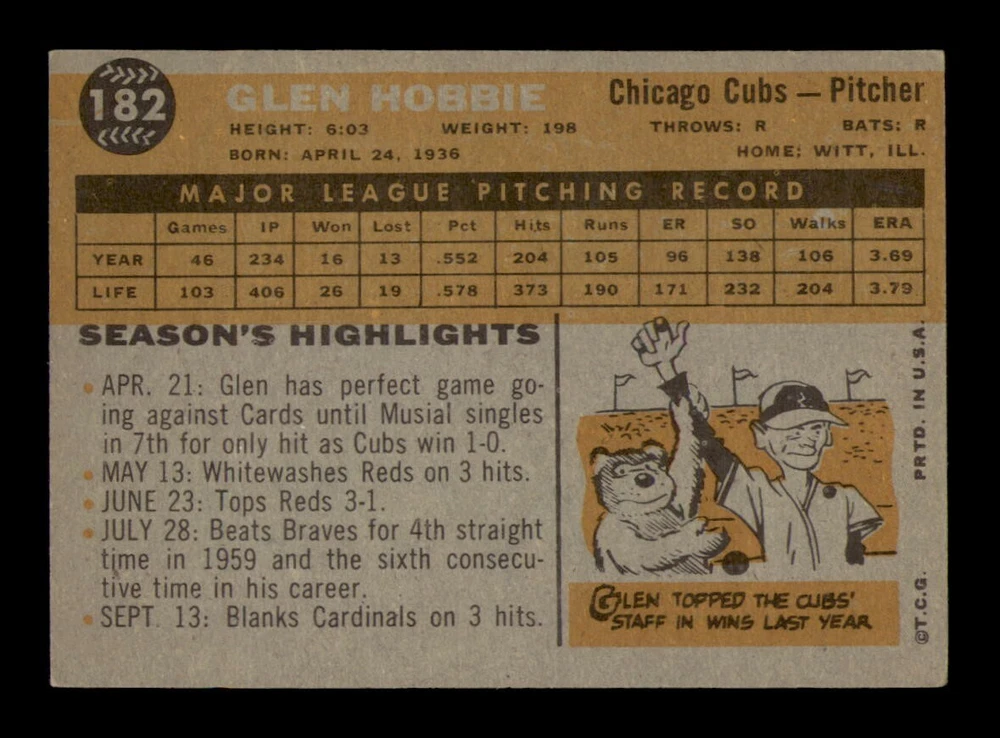 182
GLEN HOBBIE
Chicago Cubs — Pitcher
HEIGHT: 6:03 WEIGHT: 198 THROWS: R BATS: R
BORN: APRIL 24, 1936 HOME: WITT, ILL.
MAJOR LEAGUE PITCHING RECORD
Games IP Won Lost Pct Hits Runs ER SO Walks ERA
YEAR 46 234 16 13 .552 204 105 96 138 106 3.69
LIFE 103 406 26 19 .578 373 190 171 232 204 3.79
SEASON'S HIGHLIGHTS
• APR. 21: Glen has perfect game go-
ing against Cards until Musial singles
in 7th for only hit as Cubs win 1-0.
• MAY 13: Whitewashes Reds on 3 hits.
• JUNE 23: Tops Reds 3-1.
• JULY 28: Beats Braves for 4th straight
time in 1959 and the sixth consecu-
tive time in his career.
• SEPT. 13: Blanks Cardinals on 3 hits.
GLEN TOPPED THE CUBS'
STAFF IN WINS LAST YEAR
©T.C.G. PRTD. IN U.S.A.